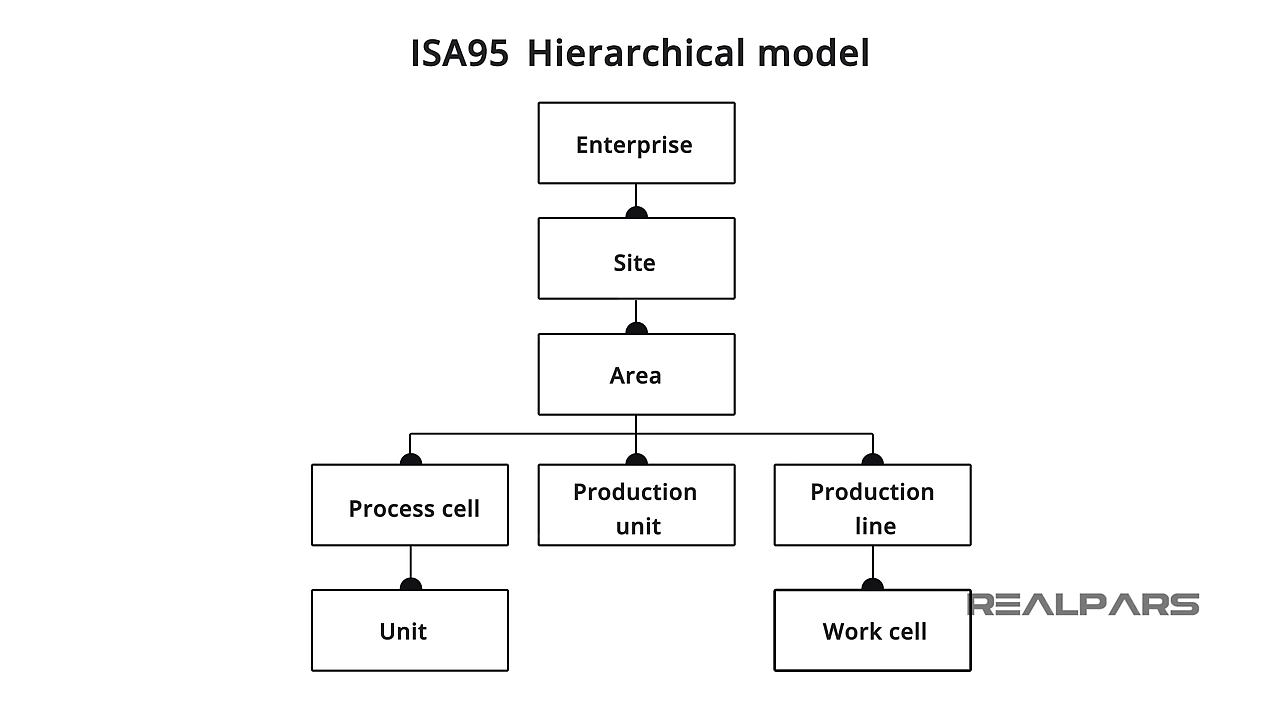 ISA95 Hierarchical model
Enterprise
Site
Area
Process cell
Production
unit
Production
line
Unit
Work cell
REALPARS